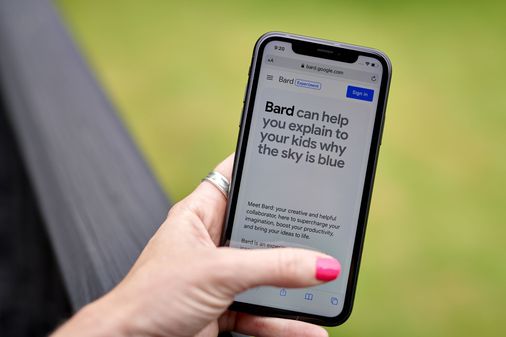 9:20
AA bard.google.com
Bard Experiment Sign in
Bard can help
you explain to
your kids why
the sky is blue
Meet Bard: your creative and helpful
collaborator, here to supercharge your
imagination, boost your productivity,
and bring your ideas to life.
Bard is an